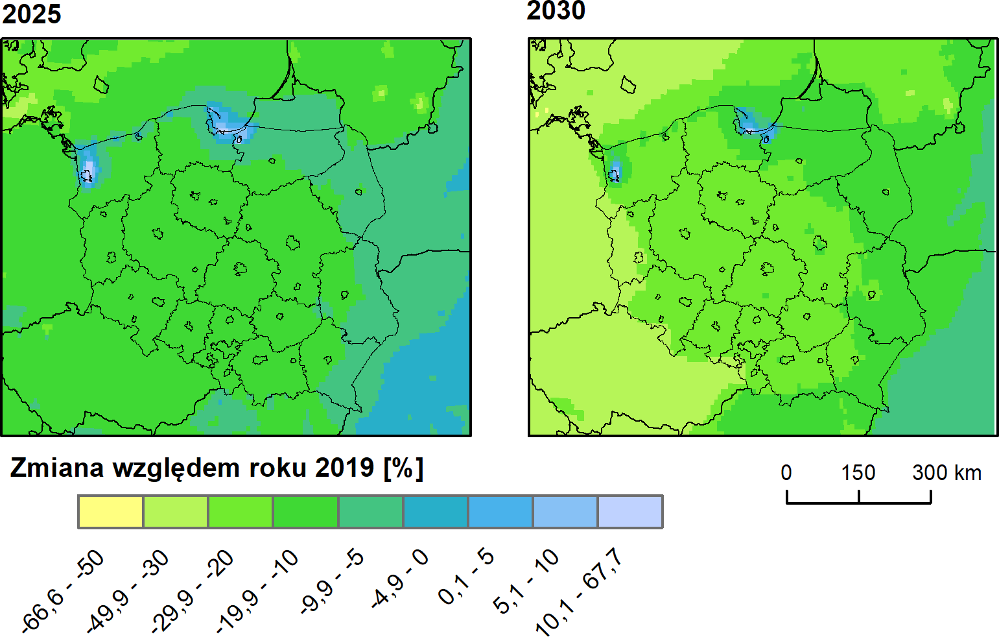 2025
2030
Zmiana względem roku 2019 [%]
0 150 300 km
-66,6 - -50
-49,9 - -30
-29,9 - -20
-19,9 - -10
-9,9 - -5
-4,9 - 0
0,1 - 5
5,1 - 10
10,1 - 67,7